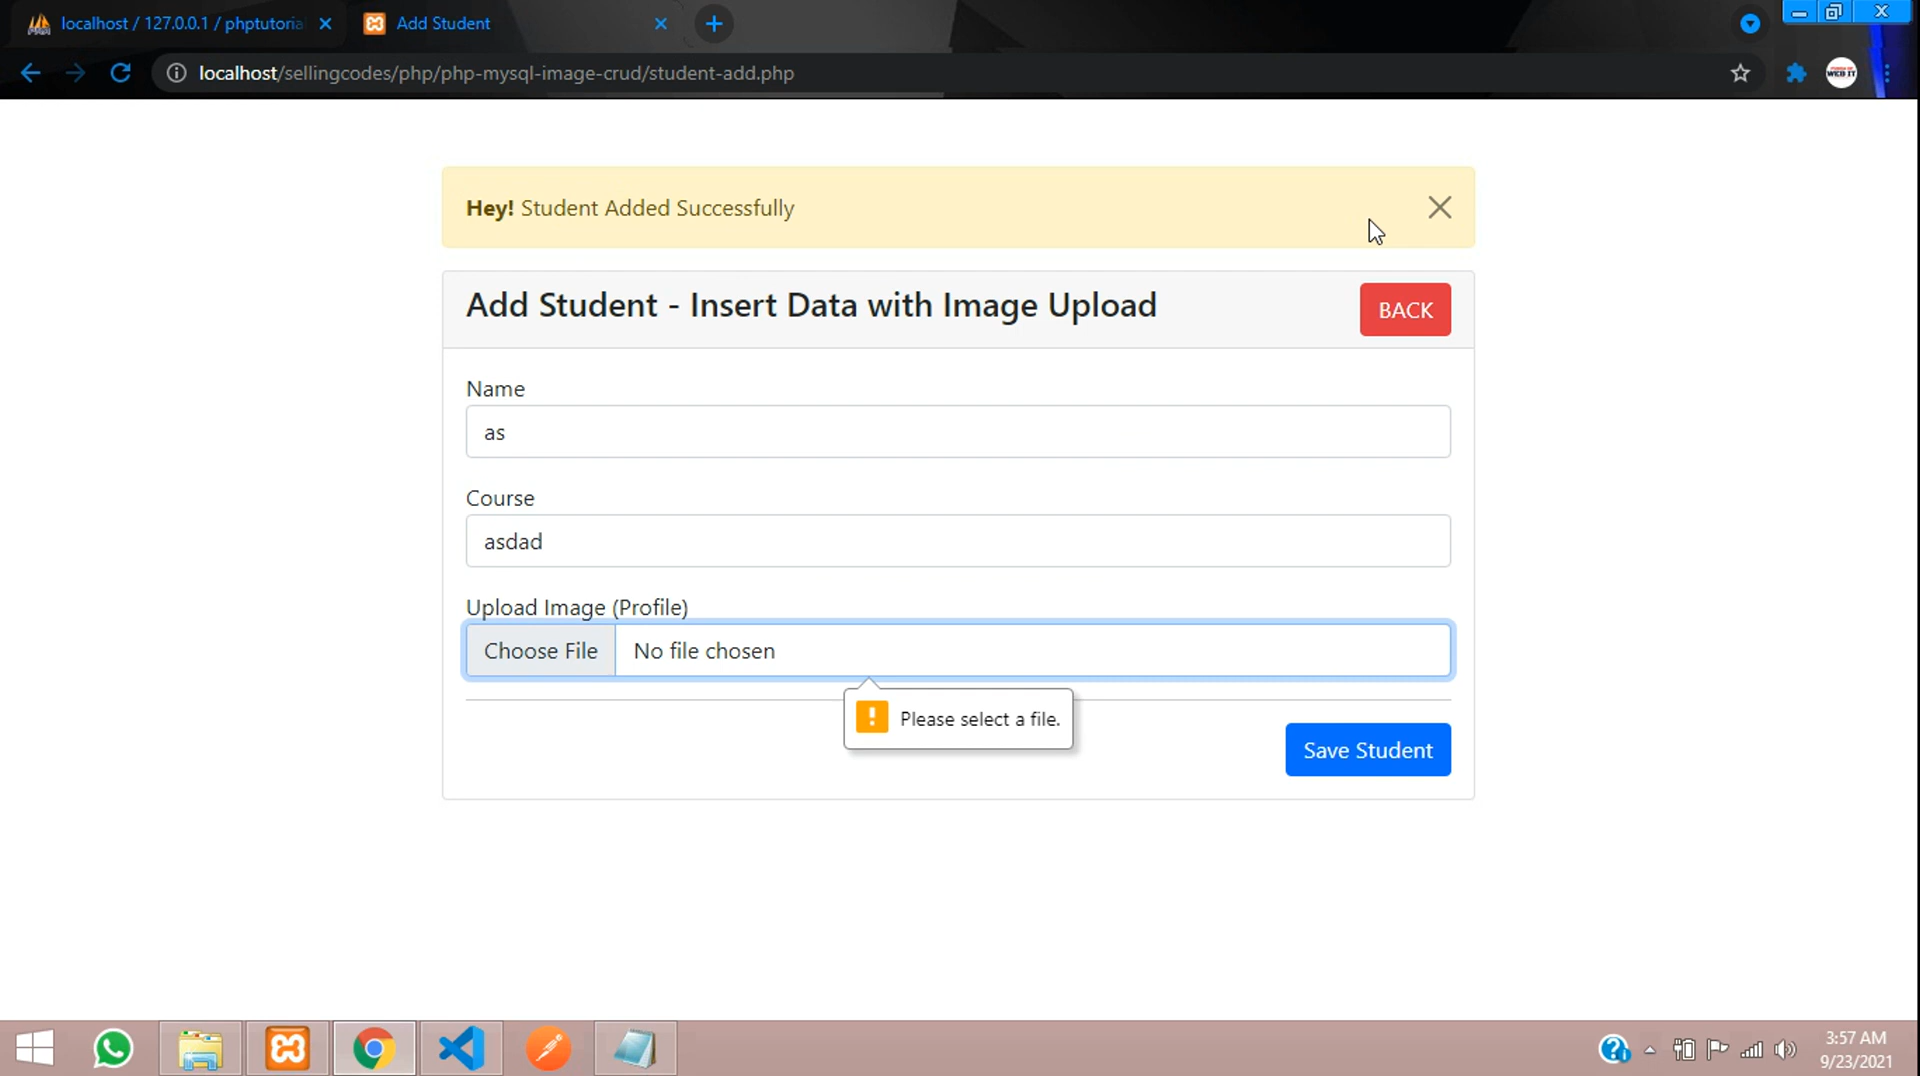 localhost / 127.0.0.1 / phptutoria
Add Student
localhost/sellingcodes/php/php-mysql-image-crud/student-add.php
WEB IT
Hey! Student Added Successfully
Add Student - Insert Data with Image Upload
BACK
Name
as
Course
asdad
Upload Image (Profile)
Choose File
No file chosen
Please select a file.
Save Student
3:57 AM
9/23/2021